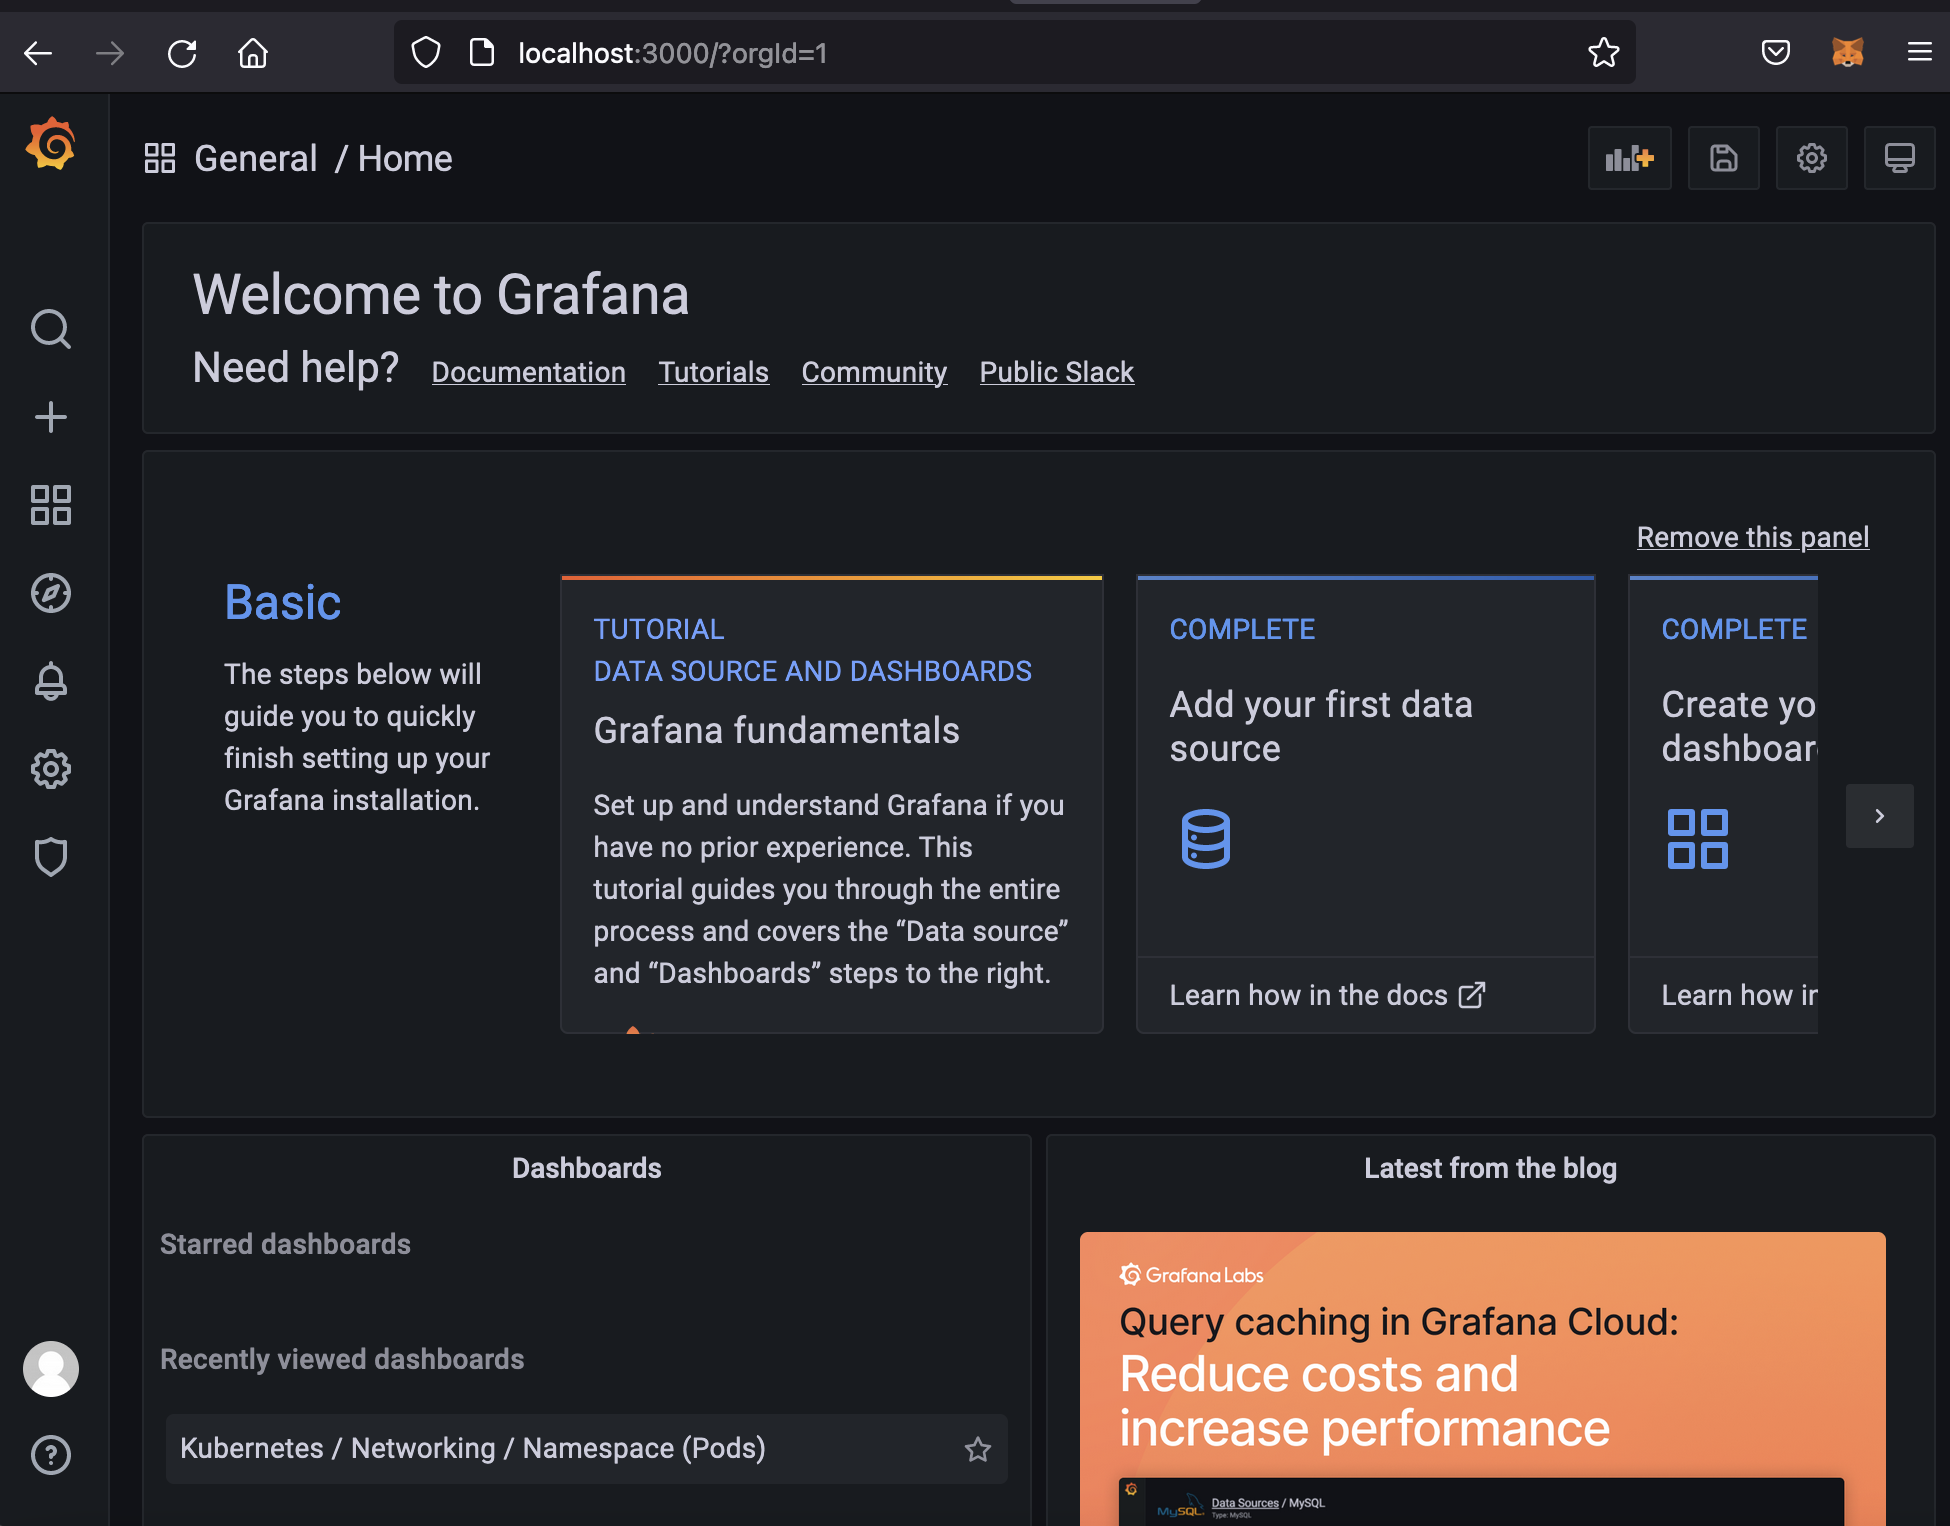 localhost:3000/?orgId=1
General / Home
Welcome to Grafana
Need help? Documentation Tutorials Community Public Slack
Remove this panel
Basic
The steps below will
guide you to quickly
finish setting up your
Grafana installation.
TUTORIAL
DATA SOURCE AND DASHBOARDS
Grafana fundamentals
Set up and understand Grafana if you
have no prior experience. This
tutorial guides you through the entire
process and covers the “Data source”
and “Dashboards” steps to the right.
COMPLETE
Add your first data
source
Learn how in the docs
COMPLETE
Create yo
dashboar
Learn how in
Dashboards
Starred dashboards
Recently viewed dashboards
Kubernetes / Networking / Namespace (Pods)
Latest from the blog
Grafana Labs
Query caching in Grafana Cloud:
Reduce costs and
increase performance
MySQL
Data Sources / MySQL
Type: MySQL